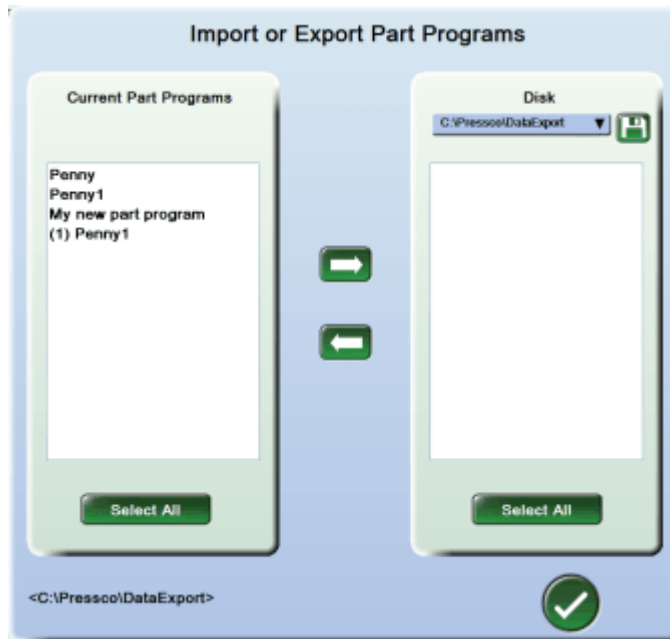 Import or Export Part Programs
Current Part Programs
Disk
C:\Pressco\DataExport
Penny
Penny1
My new part program
(1) Penny1
Select All
Select All
<C:\Pressco\DataExport>